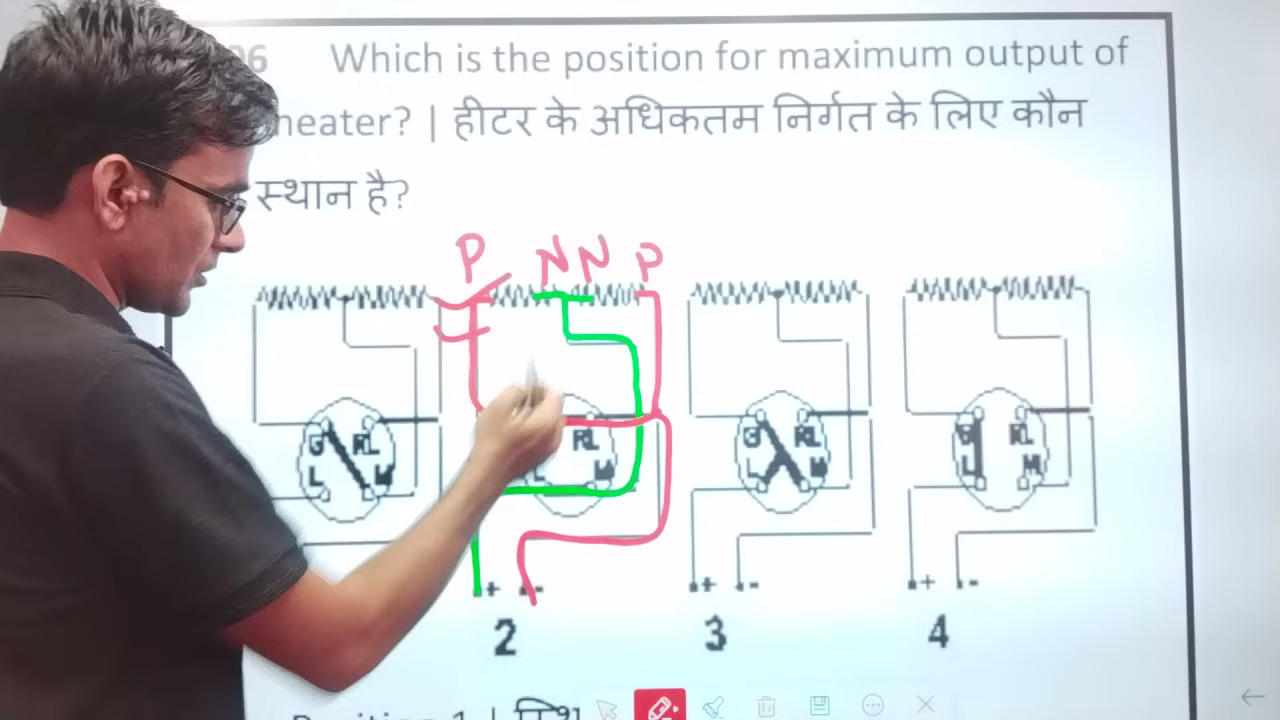 Which is the position for maximum output of
heater? | हीटर के अधिकतम निर्गत के लिए कौन
स्थान है?
P N N P
G RL
L M
RL
L M
G RL
L M
G RL
L M
+ -
+ -
+ -
2 3 4